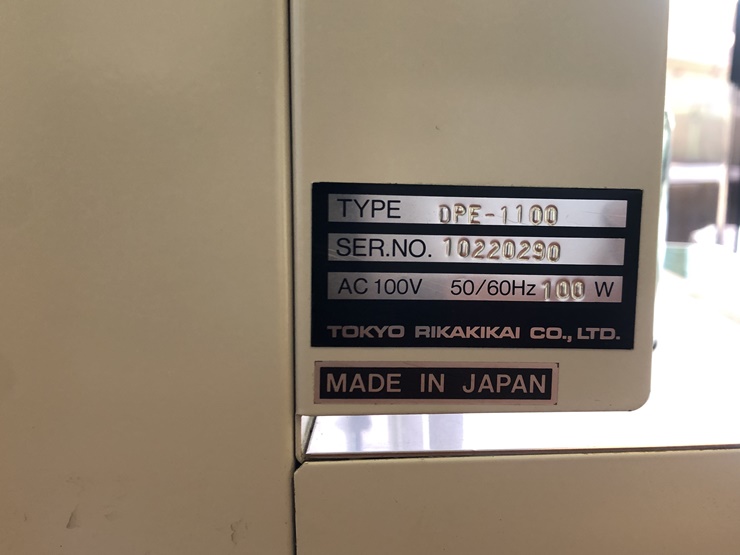 TYPE DPE-1100
SER.NO. 10220290
AC 100V 50/60Hz 100 W
TOKYO RIKAKIKAI CO., LTD.
MADE IN JAPAN